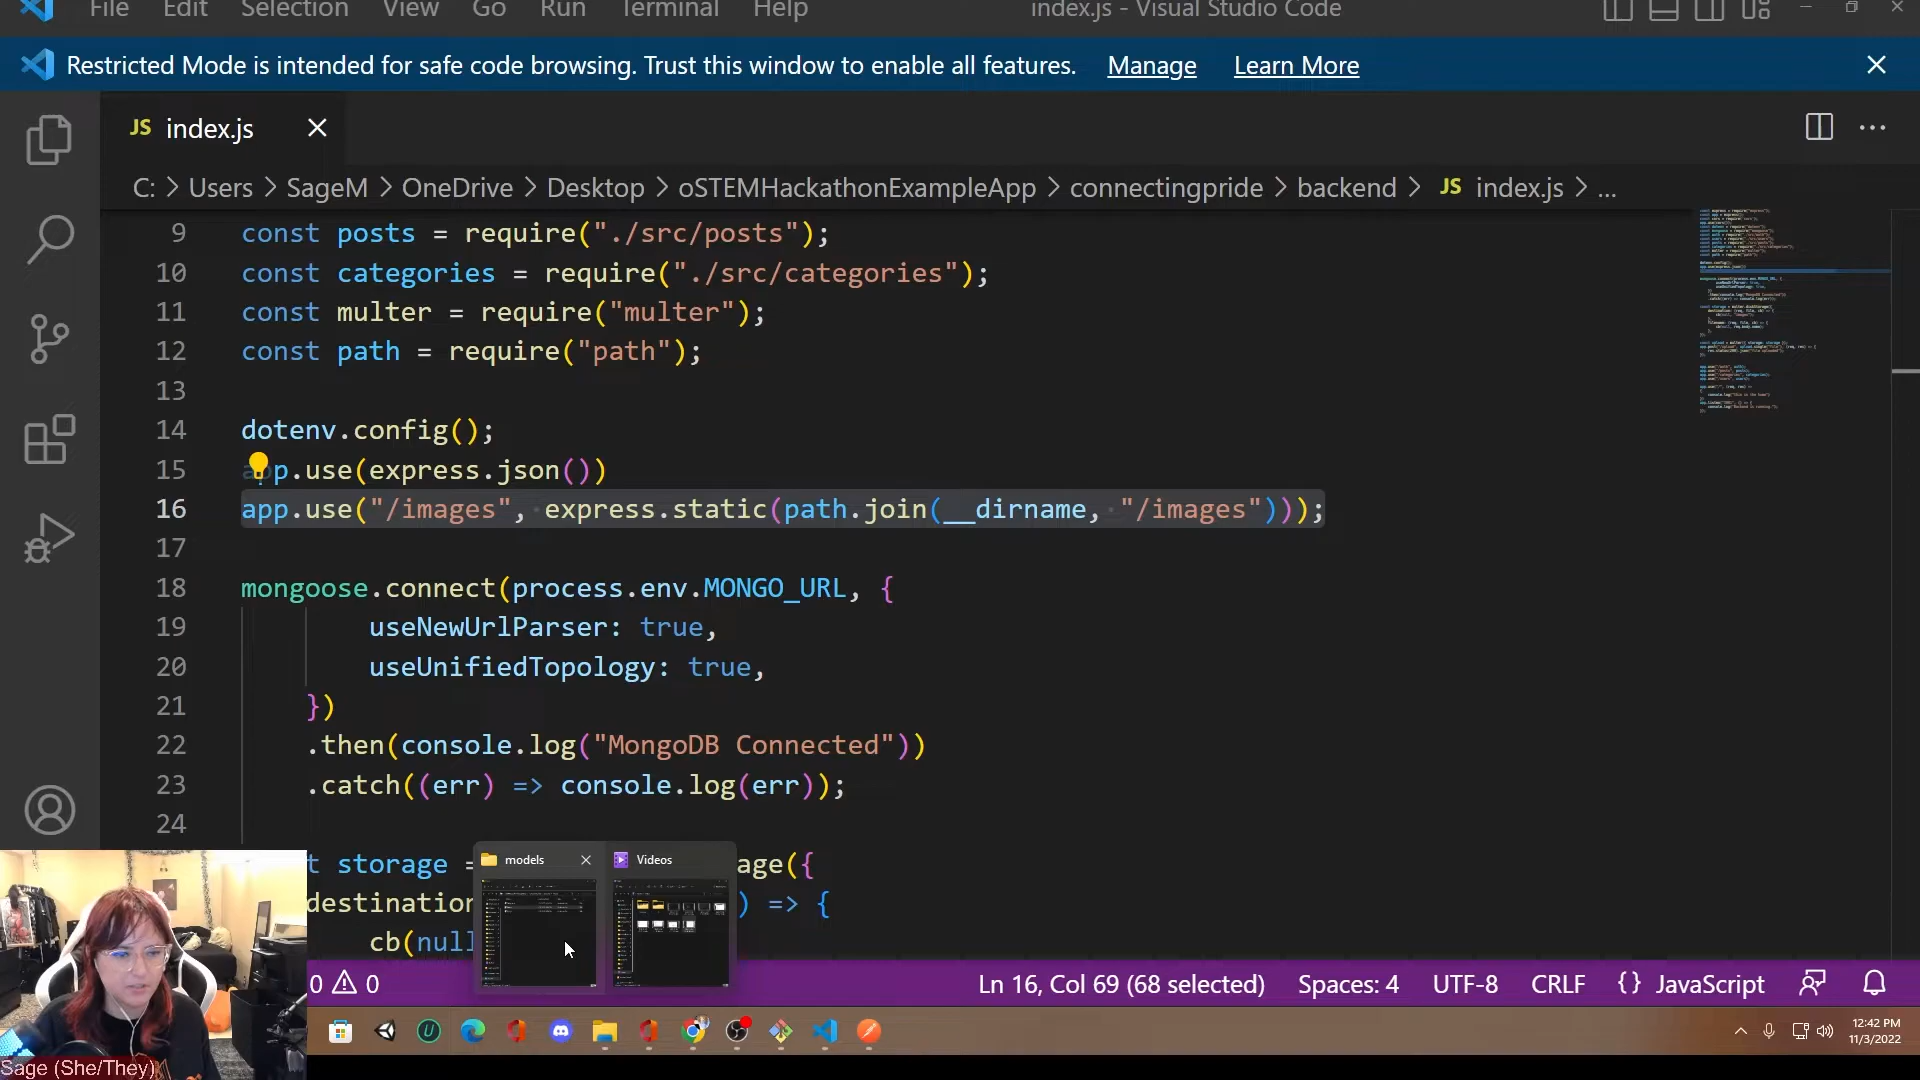 File Edit Selection View Go Run Terminal Help index.js - Visual Studio Code
Restricted Mode is intended for safe code browsing. Trust this window to enable all features. Manage Learn More
JS index.js
C: > Users > SageM > OneDrive > Desktop > oSTEMHackathonExampleApp > connectingpride > backend > JS index.js > ...
9 const posts = require("./src/posts");
10 const categories = require("./src/categories");
11 const multer = require("multer");
12 const path = require("path");
13
14 dotenv.config();
15 app.use(express.json())
16 app.use("/images", express.static(path.join(__dirname, "/images")));
17
18 mongoose.connect(process.env.MONGO_URL, {
19 useNewUrlParser: true,
20 useUnifiedTopology: true,
21 })
22 .then(console.log("MongoDB Connected"))
23 .catch((err) => console.log(err));
24
t storage = age({
destination ) => {
cb(null
models Videos
0 0 Ln 16, Col 69 (68 selected) Spaces: 4 UTF-8 CRLF {} JavaScript
12:42 PM
11/3/2022
Sage (She/They)